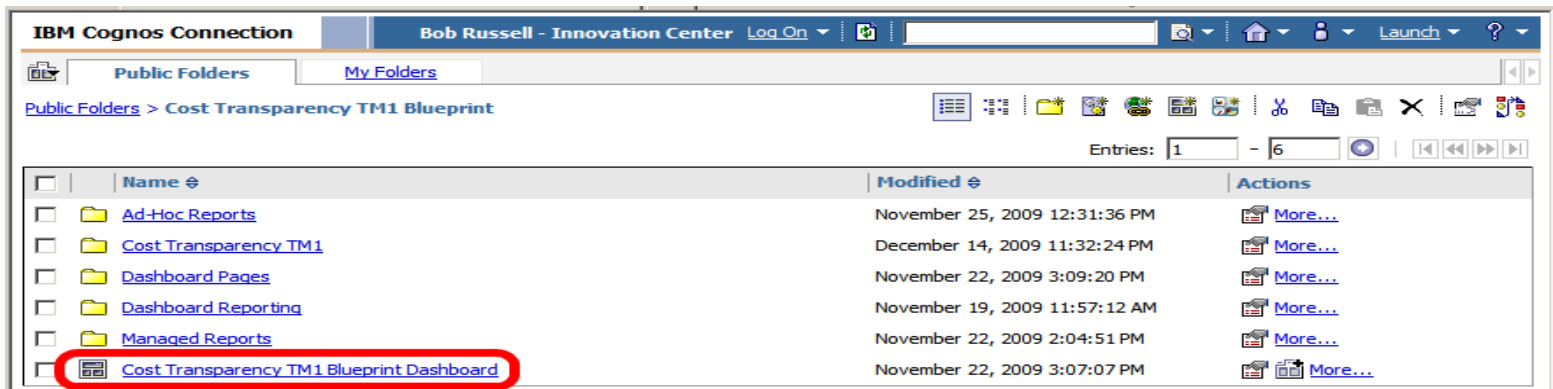 IBM Cognos Connection Bob Russell - Innovation Center Log On Launch ?
Public Folders My Folders
Public Folders > Cost Transparency TM1 Blueprint
Entries: 1 - 6
Name Modified Actions
Ad-Hoc Reports November 25, 2009 12:31:36 PM More...
Cost Transparency TM1 December 14, 2009 11:32:24 PM More...
Dashboard Pages November 22, 2009 3:09:20 PM More...
Dashboard Reporting November 19, 2009 11:57:12 AM More...
Managed Reports November 22, 2009 2:04:51 PM More...
Cost Transparency TM1 Blueprint Dashboard November 22, 2009 3:07:07 PM More...